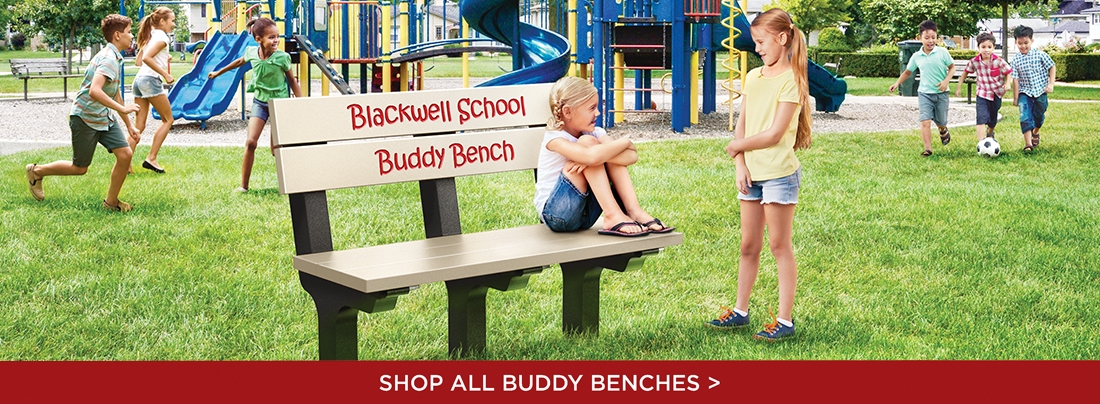 Blackwell School
Buddy Bench
SHOP ALL BUDDY BENCHES >